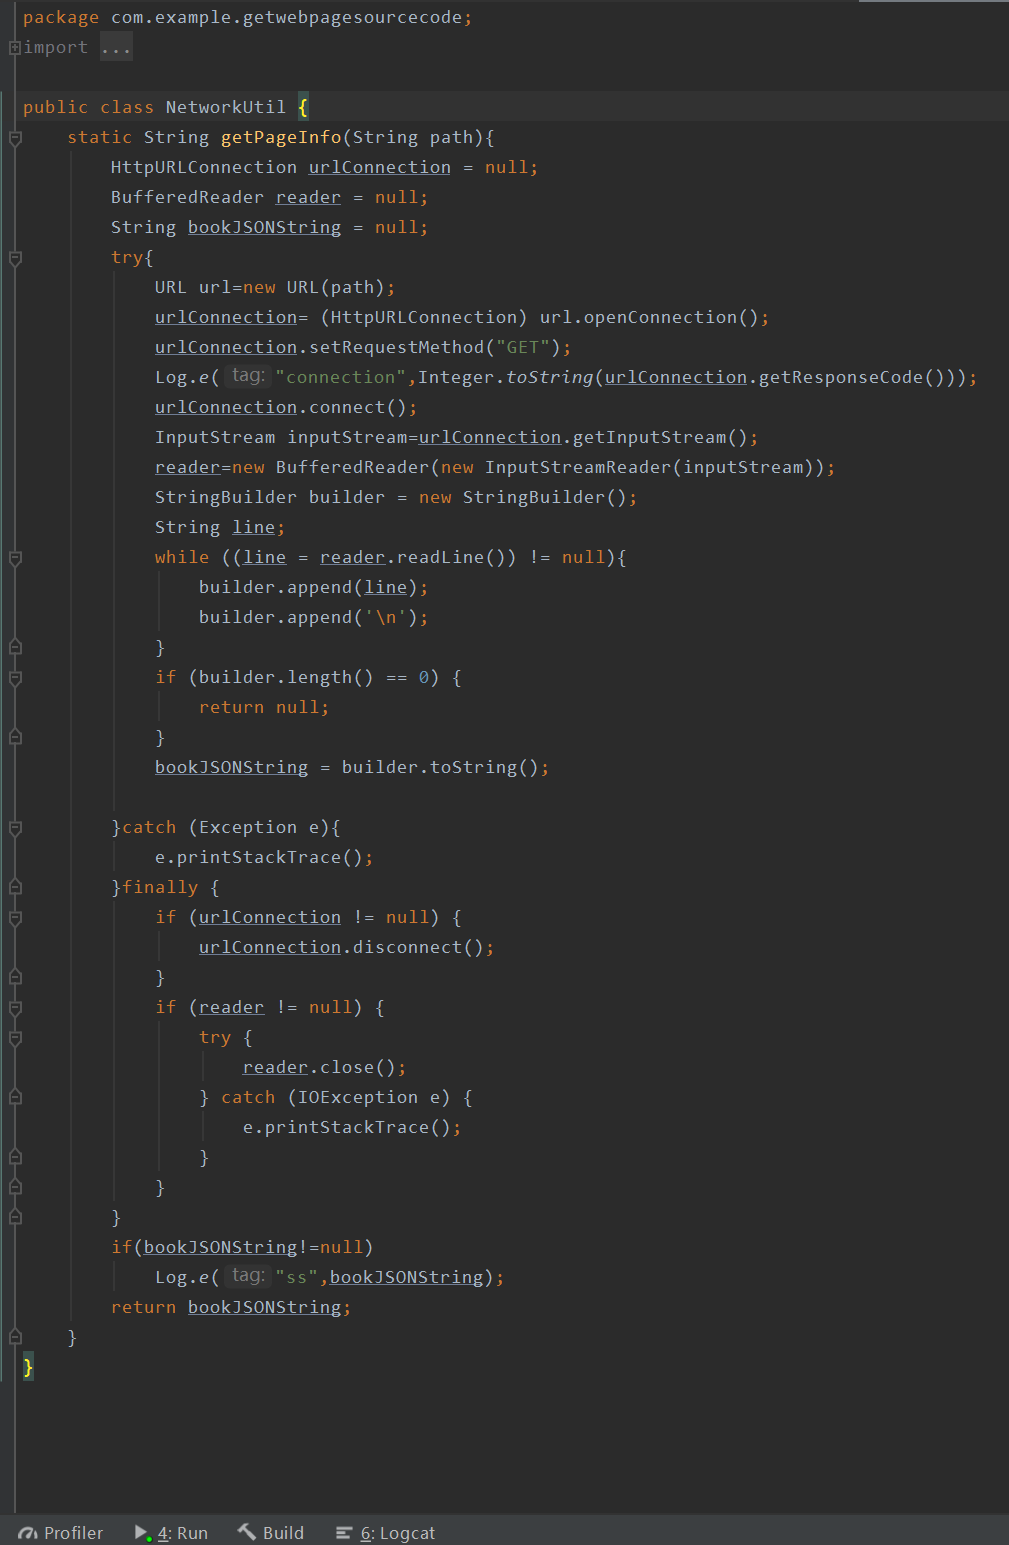 package com.example.getwebpagesourcecode;
import ...
public class NetworkUtil {
    static String getPageInfo(String path){
        HttpURLConnection urlConnection = null;
        BufferedReader reader = null;
        String bookJSONString = null;
        try{
            URL url=new URL(path);
            urlConnection= (HttpURLConnection) url.openConnection();
            urlConnection.setRequestMethod("GET");
            Log.e( tag: "connection",Integer.toString(urlConnection.getResponseCode()));
            urlConnection.connect();
            InputStream inputStream=urlConnection.getInputStream();
            reader=new BufferedReader(new InputStreamReader(inputStream));
            StringBuilder builder = new StringBuilder();
            String line;
            while ((line = reader.readLine()) != null){
                builder.append(line);
                builder.append('\n');
            }
            if (builder.length() == 0) {
                return null;
            }
            bookJSONString = builder.toString();
        }catch (Exception e){
            e.printStackTrace();
        }finally {
            if (urlConnection != null) {
                urlConnection.disconnect();
            }
            if (reader != null) {
                try {
                    reader.close();
                } catch (IOException e) {
                    e.printStackTrace();
                }
            }
        }
        if(bookJSONString!=null)
            Log.e( tag: "ss",bookJSONString);
        return bookJSONString;
    }
}
Profiler 4: Run Build 6: Logcat